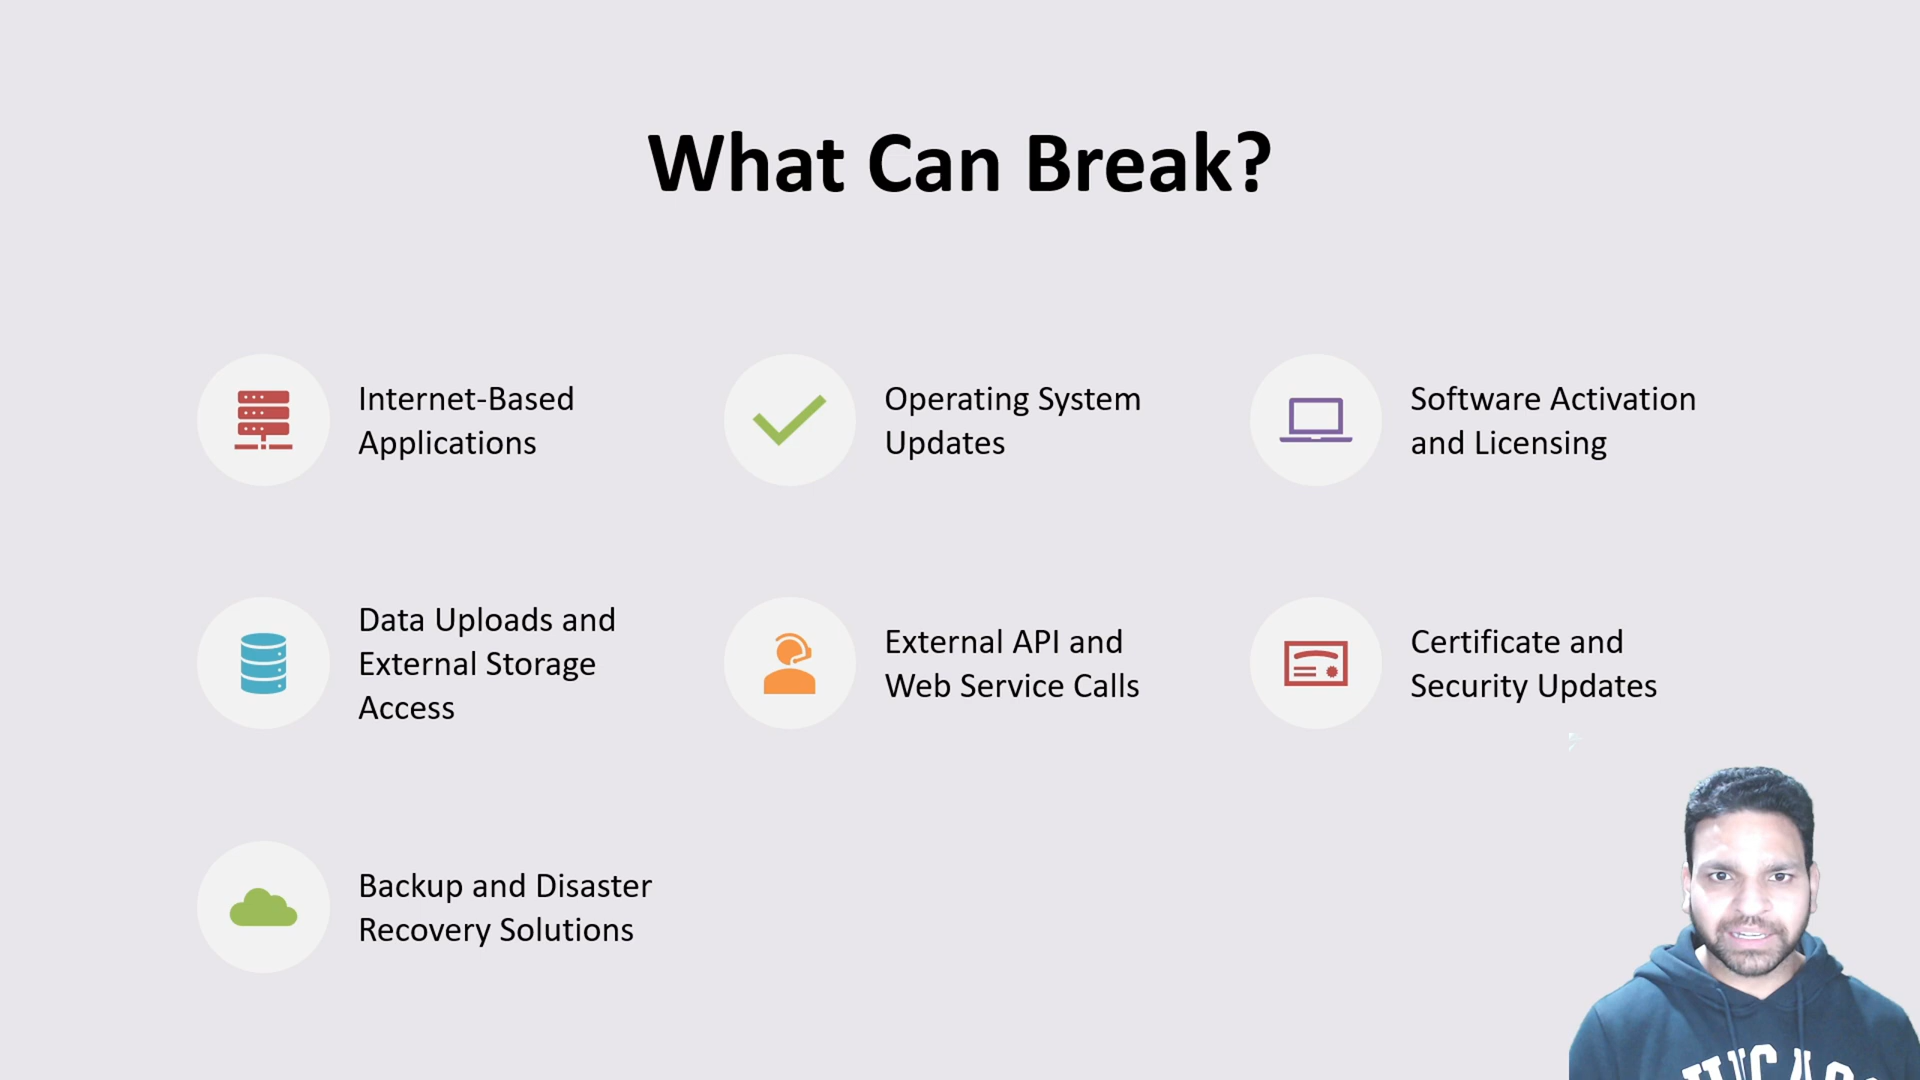 What Can Break?
Internet-Based
Applications
Operating System
Updates
Software Activation
and Licensing
Data Uploads and
External Storage
Access
External API and
Web Service Calls
Certificate and
Security Updates
Backup and Disaster
Recovery Solutions